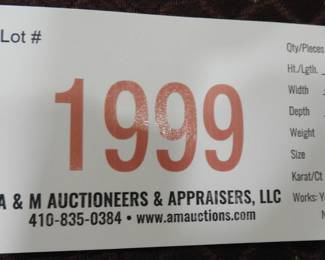 Lot #
1999
A & M AUCTIONEERS & APPRAISERS, LLC
410-835-0384 • www.amauctions.com
Qty/Pieces
Ht./Lgth.
Width
Depth
Weight
Size
Karat/Ct
Works: